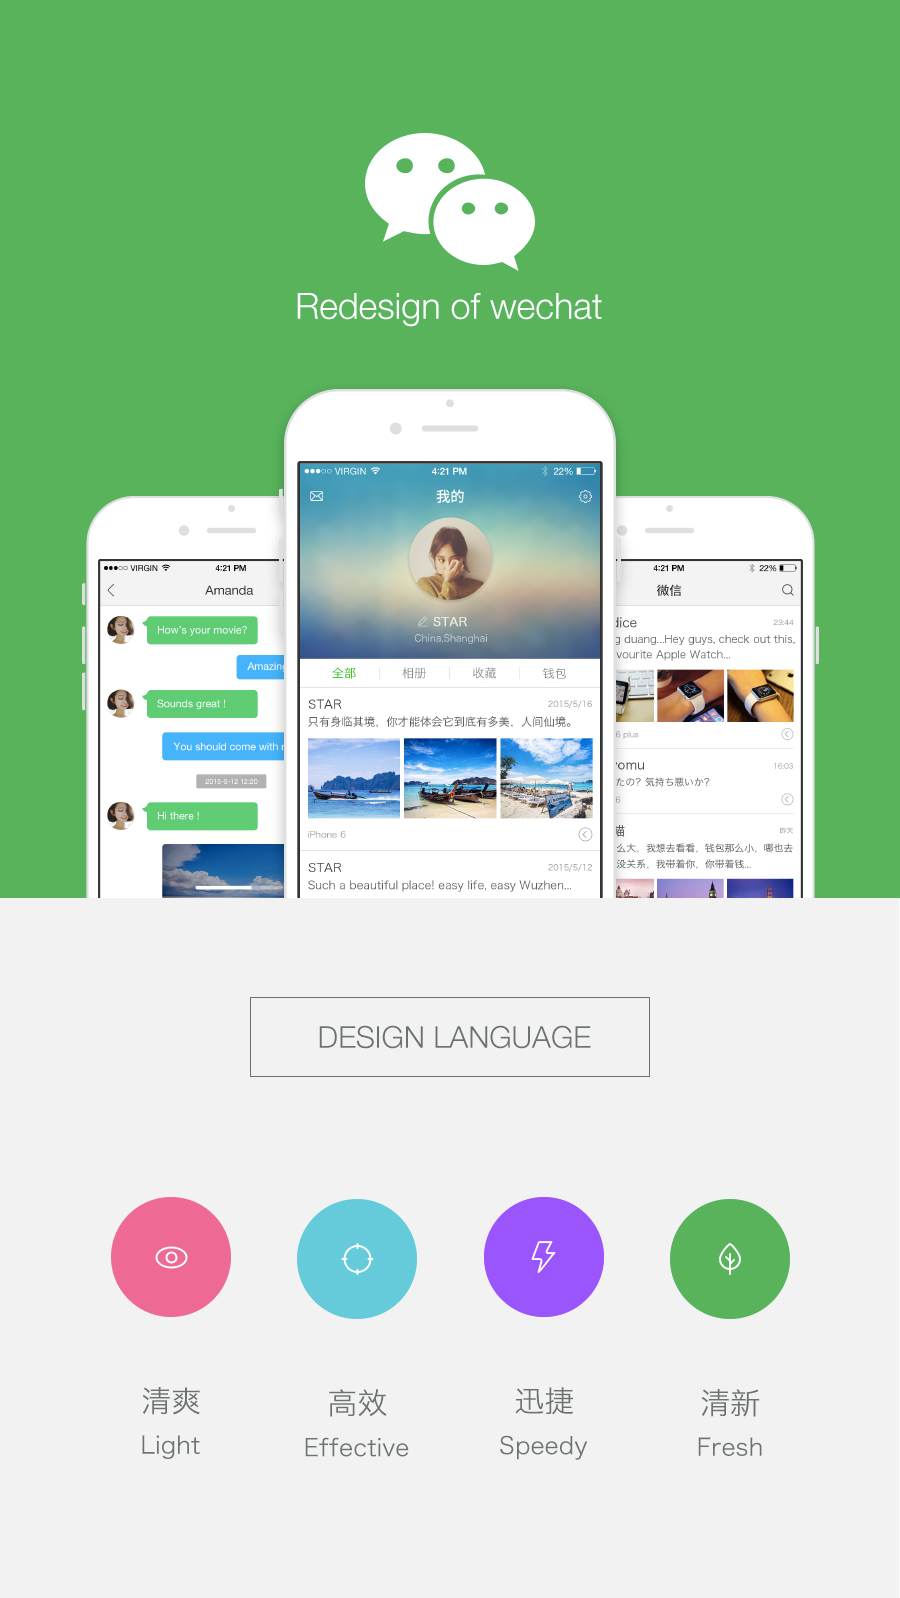 Redesign of wechat
VIRGIN 4:21 PM 22%
我的
STAR
China,Shanghai
全部 相册 收藏 钱包
STAR 2015/5/16
只有身临其境，你才能体会它到底有多美，人间仙境。
iPhone 6
STAR 2015/5/12
Such a beautiful place! easy life, easy Wuzhen...
VIRGIN 4:21 PM
Amanda
How's your movie?
Amazin
Sounds great !
You should come with
2015-5-12 12:20
Hi there !
4:21 PM 22%
微信
dice 23:44
g duang...Hey guys, check out this,
vourite Apple Watch...
6 plus
omu 16:03
たの？気持ち悪いか？
6
猫 昨天
么大，我想去看看，钱包那么小，哪也去
没关系，我带着你，你带着钱...
DESIGN LANGUAGE
清爽
Light
高效
Effective
迅捷
Speedy
清新
Fresh